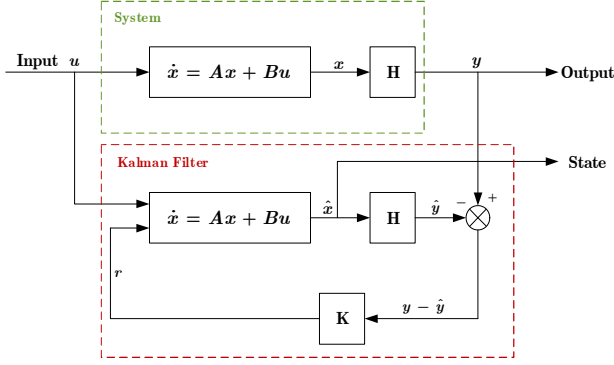 System
Input u
ẋ = Ax + Bu
x
H
y
Output
Kalman Filter
State
ẋ = Ax + Bu
x̂
H
ŷ
− +
r
K
y − ŷ